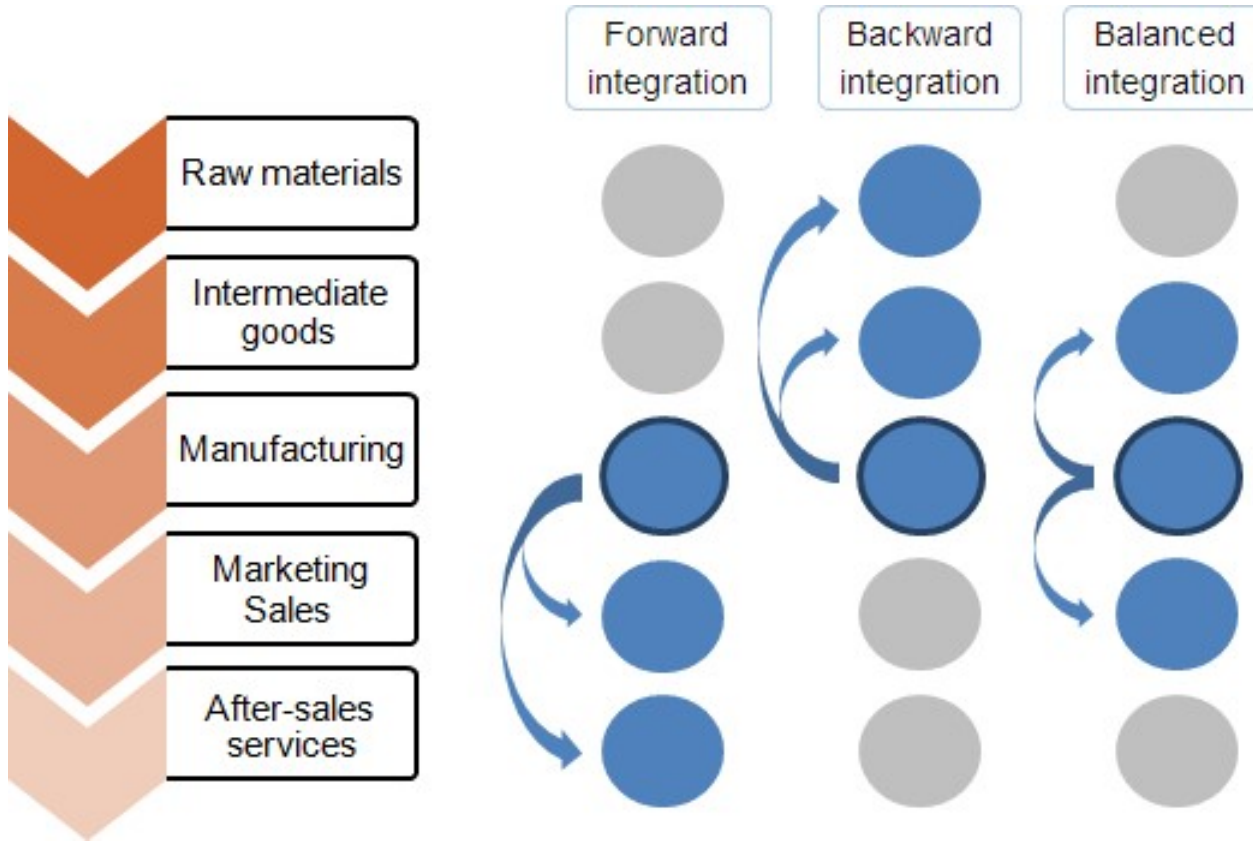 Forward
integration
Backward
integration
Balanced
integration
Raw materials
Intermediate
goods
Manufacturing
Marketing
Sales
After-sales
services